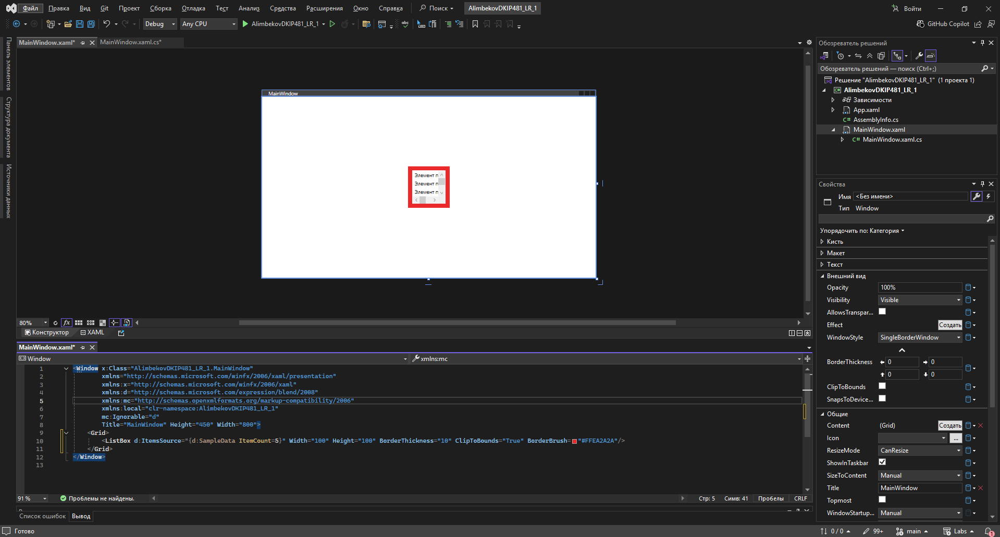 Файл Правка Вид Git Проект Сборка Отладка Тест Анализ Средства Расширения Окно Справка Поиск AlimbekovDKIP481_LR_1 Войти
Debug Any CPU AlimbekovDKIP481_LR_1 abc GitHub Copilot
Панель элементов
Структура документа
Источники данных
MainWindow.xaml* MainWindow.xaml.cs*
MainWindow
Элемент п
Элемент п
Элемент п
80% fx
Конструктор XAML
MainWindow.xaml*
Window xmlns:mc
1 <Window x:Class="AlimbekovDKIP481_LR_1.MainWindow"
2 xmlns="http://schemas.microsoft.com/winfx/2006/xaml/presentation"
3 xmlns:x="http://schemas.microsoft.com/winfx/2006/xaml"
4 xmlns:d="http://schemas.microsoft.com/expression/blend/2008"
5 xmlns:mc="http://schemas.openxmlformats.org/markup-compatibility/2006"
6 xmlns:local="clr-namespace:AlimbekovDKIP481_LR_1"
7 mc:Ignorable="d"
8 Title="MainWindow" Height="450" Width="800">
9 <Grid>
10 <ListBox d:ItemsSource="{d:SampleData ItemCount=5}" Width="100" Height="100" BorderThickness="10" ClipToBounds="True" BorderBrush="#FFEA2A2A"/>
11 </Grid>
12 </Window>
13
91 % Проблемы не найдены. Стр: 5 Симв: 41 Пробелы CRLF
Список ошибок Вывод
Обозреватель решений
Обозреватель решений — поиск (Ctrl+;)
Решение "AlimbekovDKIP481_LR_1" (1 проекта 1)
C# AlimbekovDKIP481_LR_1
Зависимости
App.xaml
C# AssemblyInfo.cs
MainWindow.xaml
C# MainWindow.xaml.cs
Свойства
Имя <Без имени>
Тип Window
Упорядочить по: Категория
Кисть
Макет
Текст
Внешний вид
Opacity 100%
Visibility Visible
AllowsTranspar...
Effect Создать
WindowStyle SingleBorderWindow
BorderThickness 0 0
0 0
ClipToBounds
SnapsToDevice...
Общие
Content (Grid) Создать
Icon ...
ResizeMode CanResize
ShowInTaskbar
SizeToContent Manual
Title MainWindow
Topmost
WindowStartup... Manual
Готово 0 / 0 99+ main Labs 1